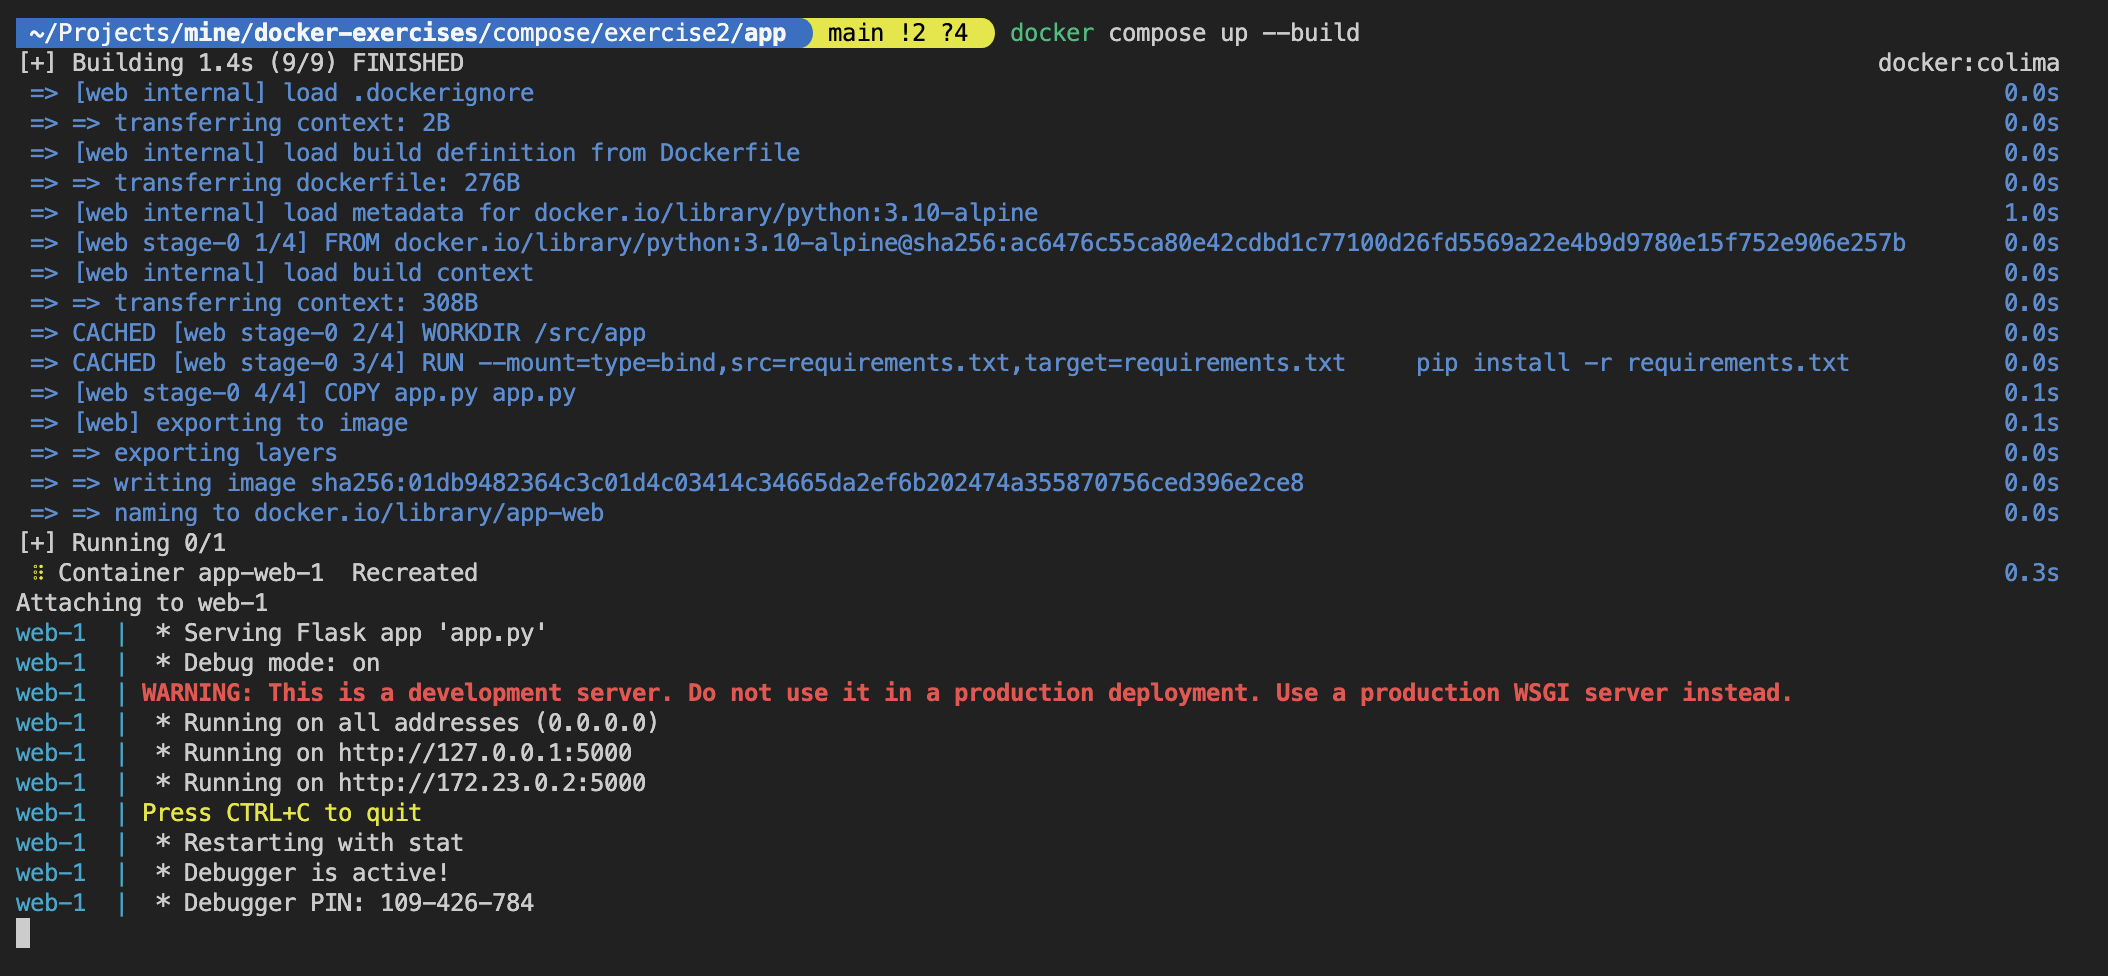 ~/Projects/mine/docker-exercises/compose/exercise2/app main !2 ?4 docker compose up --build
[+] Building 1.4s (9/9) FINISHED docker:colima
=> [web internal] load .dockerignore 0.0s
=> => transferring context: 2B 0.0s
=> [web internal] load build definition from Dockerfile 0.0s
=> => transferring dockerfile: 276B 0.0s
=> [web internal] load metadata for docker.io/library/python:3.10-alpine 1.0s
=> [web stage-0 1/4] FROM docker.io/library/python:3.10-alpine@sha256:ac6476c55ca80e42cdbd1c77100d26fd5569a22e4b9d9780e15f752e906e257b 0.0s
=> [web internal] load build context 0.0s
=> => transferring context: 308B 0.0s
=> CACHED [web stage-0 2/4] WORKDIR /src/app 0.0s
=> CACHED [web stage-0 3/4] RUN --mount=type=bind,src=requirements.txt,target=requirements.txt     pip install -r requirements.txt 0.0s
=> [web stage-0 4/4] COPY app.py app.py 0.1s
=> [web] exporting to image 0.1s
=> => exporting layers 0.0s
=> => writing image sha256:01db9482364c3c01d4c03414c34665da2ef6b202474a355870756ced396e2ce8 0.0s
=> => naming to docker.io/library/app-web 0.0s
[+] Running 0/1
⠿ Container app-web-1  Recreated 0.3s
Attaching to web-1
web-1  |  * Serving Flask app 'app.py'
web-1  |  * Debug mode: on
web-1  | WARNING: This is a development server. Do not use it in a production deployment. Use a production WSGI server instead.
web-1  |  * Running on all addresses (0.0.0.0)
web-1  |  * Running on http://127.0.0.1:5000
web-1  |  * Running on http://172.23.0.2:5000
web-1  | Press CTRL+C to quit
web-1  |  * Restarting with stat
web-1  |  * Debugger is active!
web-1  |  * Debugger PIN: 109-426-784